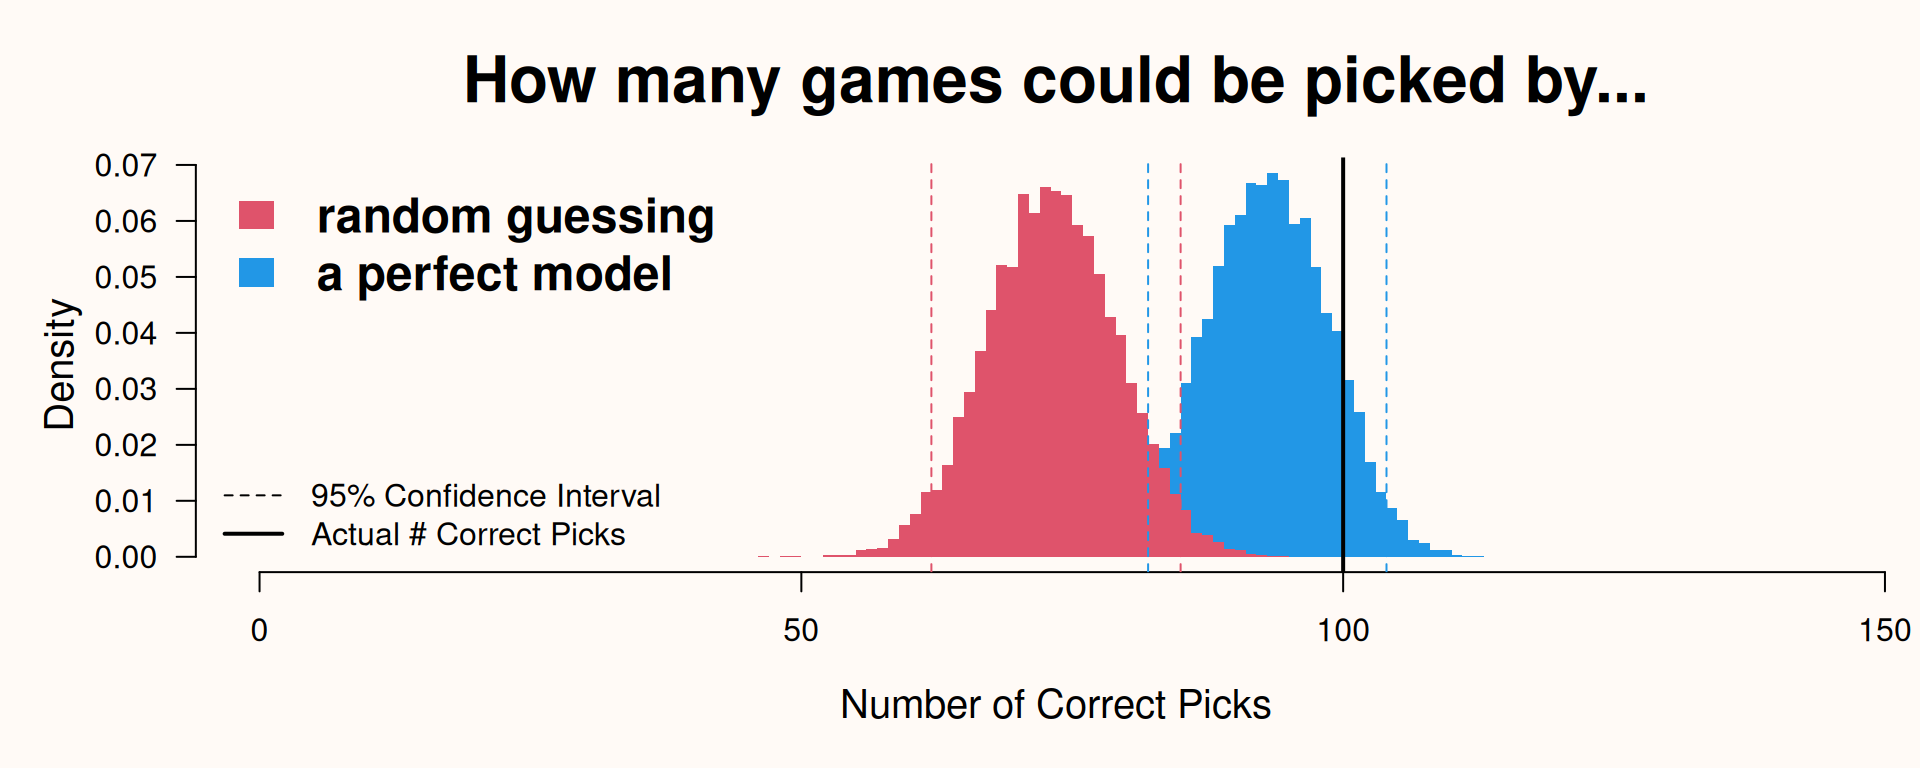 How many games could be picked by...
0.07
0.06
0.05
0.04
0.03
0.02
0.01
0.00
Density
random guessing
a perfect model
95% Confidence Interval
Actual # Correct Picks
0 50 100 150
Number of Correct Picks